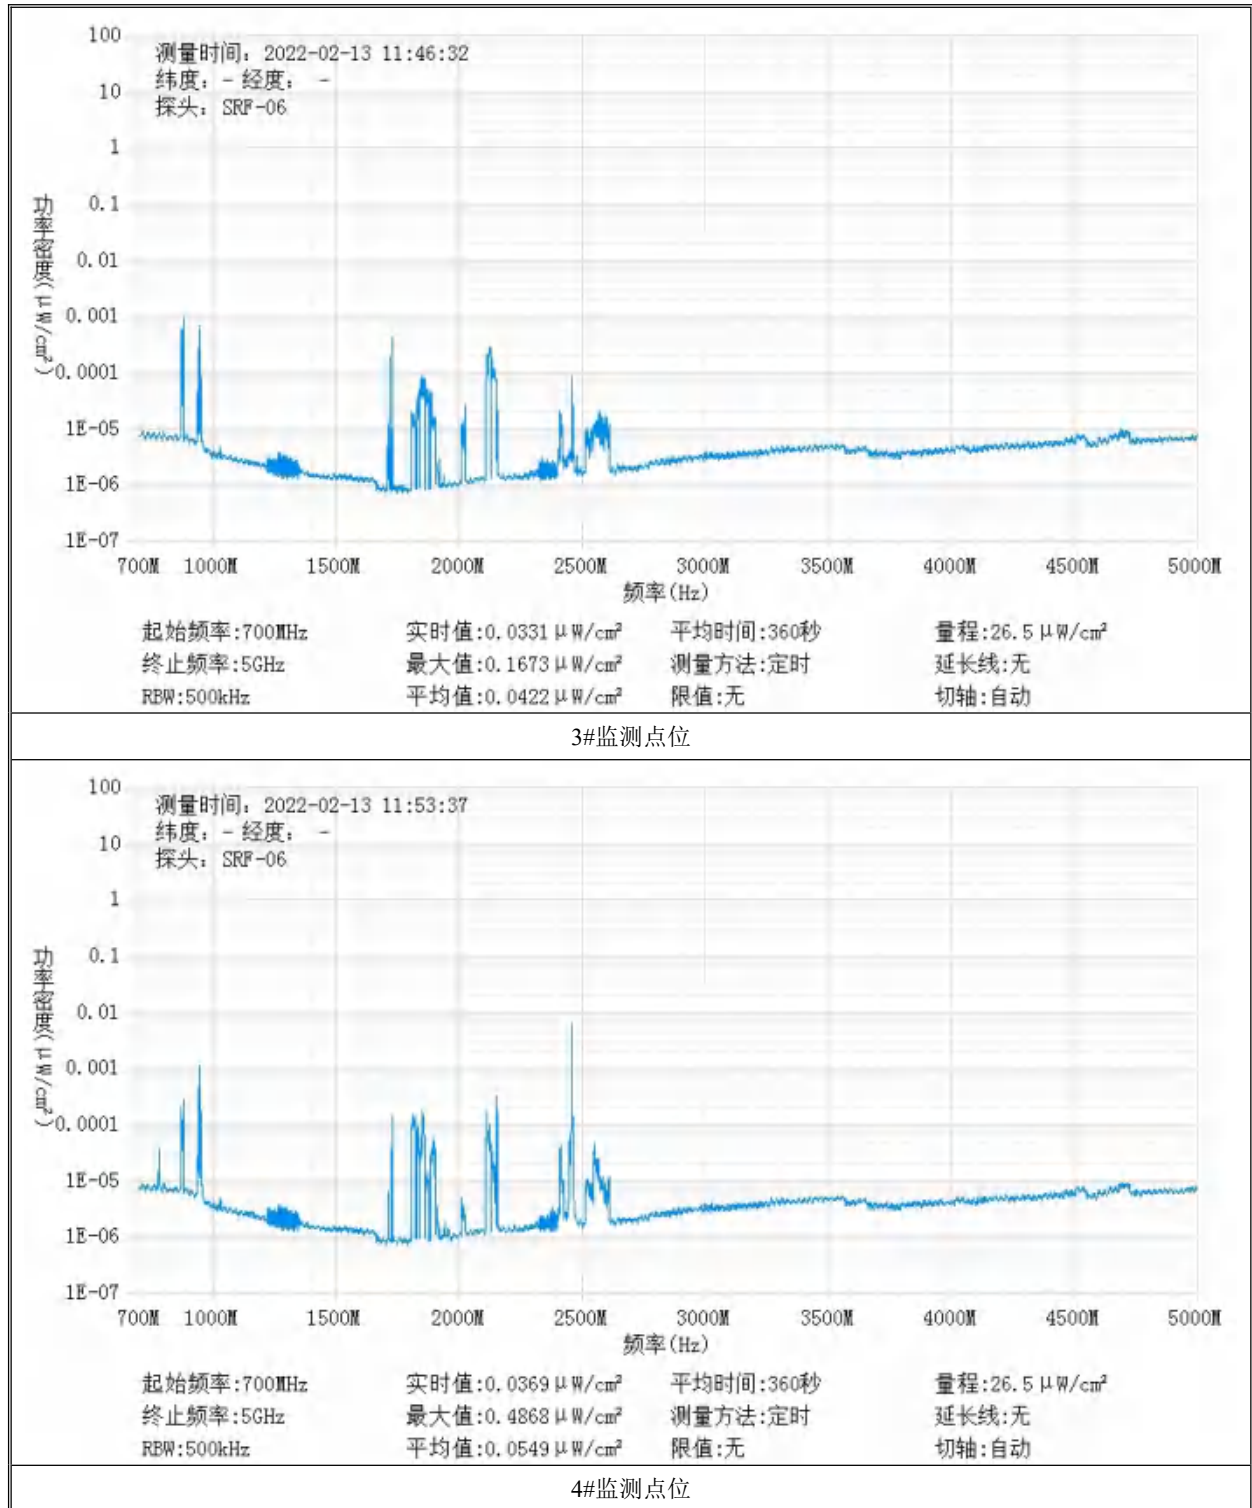 100
测量时间: 2022-02-13 11:46:32
纬度: - 经度: -
10
探头: SRF-06
1
0.1
0.01
0.001
0.0001
1E-05
1E-06
1E-07
功率密度(μW/cm²)
700M 1000M 1500M 2000M 2500M 3000M 3500M 4000M 4500M 5000M
频率(Hz)
起始频率:700MHz 实时值:0.0331μW/cm² 平均时间:360秒 量程:26.5μW/cm²
终止频率:5GHz 最大值:0.1673μW/cm² 测量方法:定时 延长线:无
RBW:500kHz 平均值:0.0422μW/cm² 限值:无 切轴:自动
3#监测点位
100
测量时间: 2022-02-13 11:53:37
纬度: - 经度: -
10
探头: SRF-06
1
0.1
0.01
0.001
0.0001
1E-05
1E-06
1E-07
功率密度(μW/cm²)
700M 1000M 1500M 2000M 2500M 3000M 3500M 4000M 4500M 5000M
频率(Hz)
起始频率:700MHz 实时值:0.0369μW/cm² 平均时间:360秒 量程:26.5μW/cm²
终止频率:5GHz 最大值:0.4868μW/cm² 测量方法:定时 延长线:无
RBW:500kHz 平均值:0.0549μW/cm² 限值:无 切轴:自动
4#监测点位